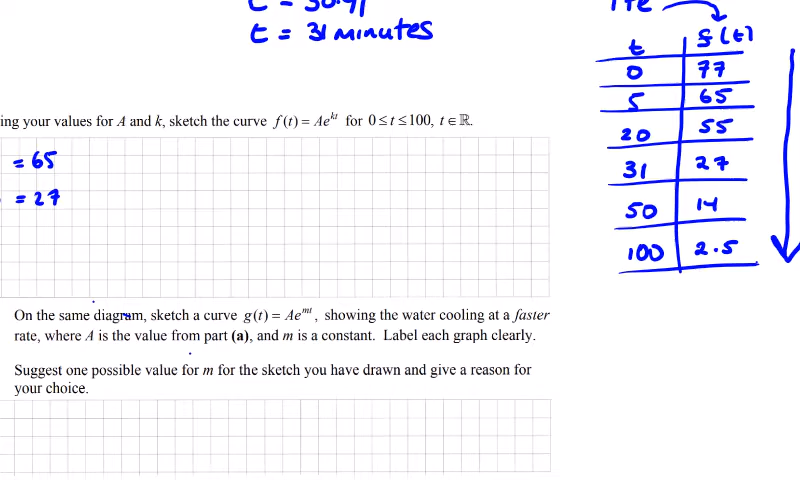 t = 30.91
t = 31 minutes
t f(t)
0 77
5 65
20 55
31 27
50 14
100 2.5
ing your values for A and k, sketch the curve f(t) = Ae^{kt} for 0 ≤ t ≤ 100, t ∈ ℝ.
= 65
= 27
On the same diagram, sketch a curve g(t) = Ae^{mt}, showing the water cooling at a faster
rate, where A is the value from part (a), and m is a constant. Label each graph clearly.
Suggest one possible value for m for the sketch you have drawn and give a reason for
your choice.